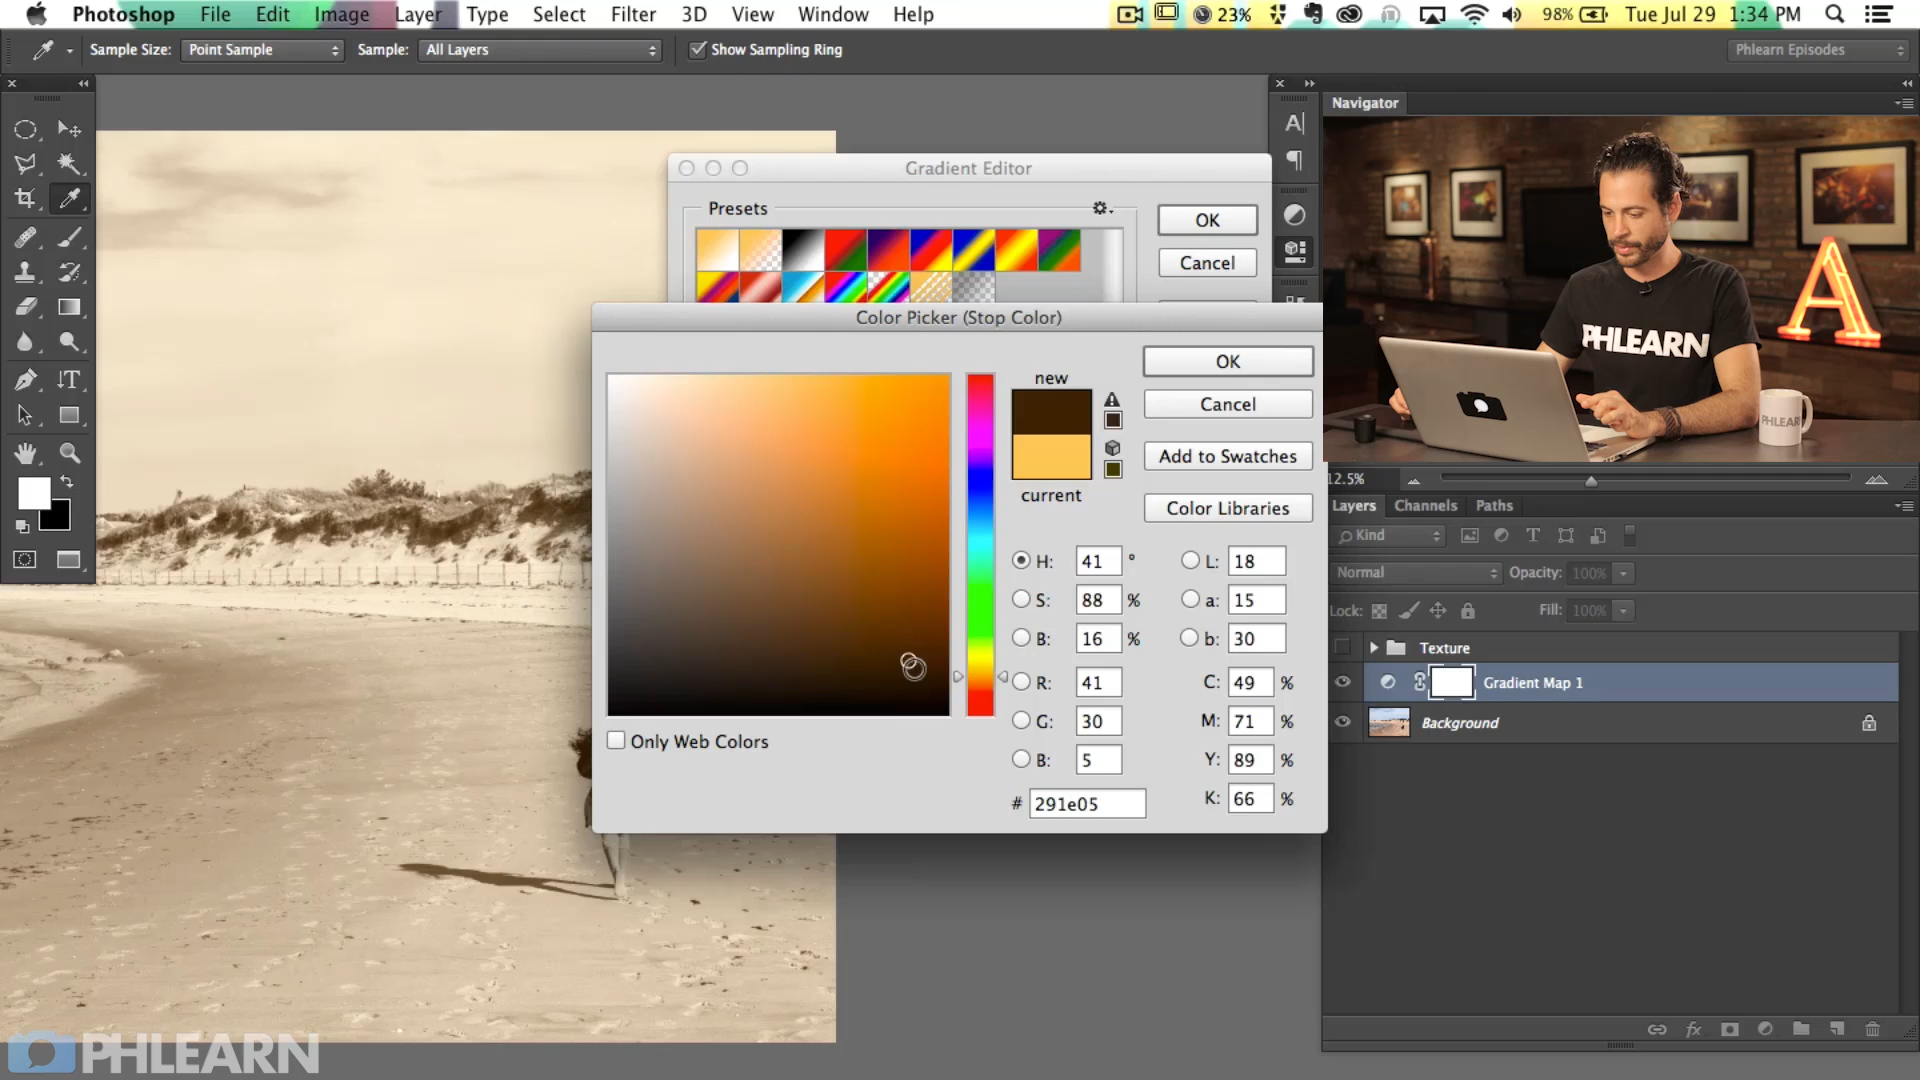 Photoshop File Edit Image Layer Type Select Filter 3D View Window Help 23% 98% Tue Jul 29 1:34 PM
Sample Size: Point Sample Sample: All Layers Show Sampling Ring Phlearn Episodes
Navigator
Gradient Editor
Presets
OK
Cancel
Color Picker (Stop Color)
new
current
OK
Cancel
Add to Swatches
Color Libraries
H: 41 ° L: 18
S: 88 % a: 15
B: 16 % b: 30
R: 41 C: 49 %
G: 30 M: 71 %
B: 5 Y: 89 %
# 291e05 K: 66 %
Only Web Colors
PHLEARN
PHLEARN
A
12.5%
Layers Channels Paths
Kind
Normal Opacity: 100%
Lock: Fill: 100%
Texture
Gradient Map 1
Background
PHLEARN